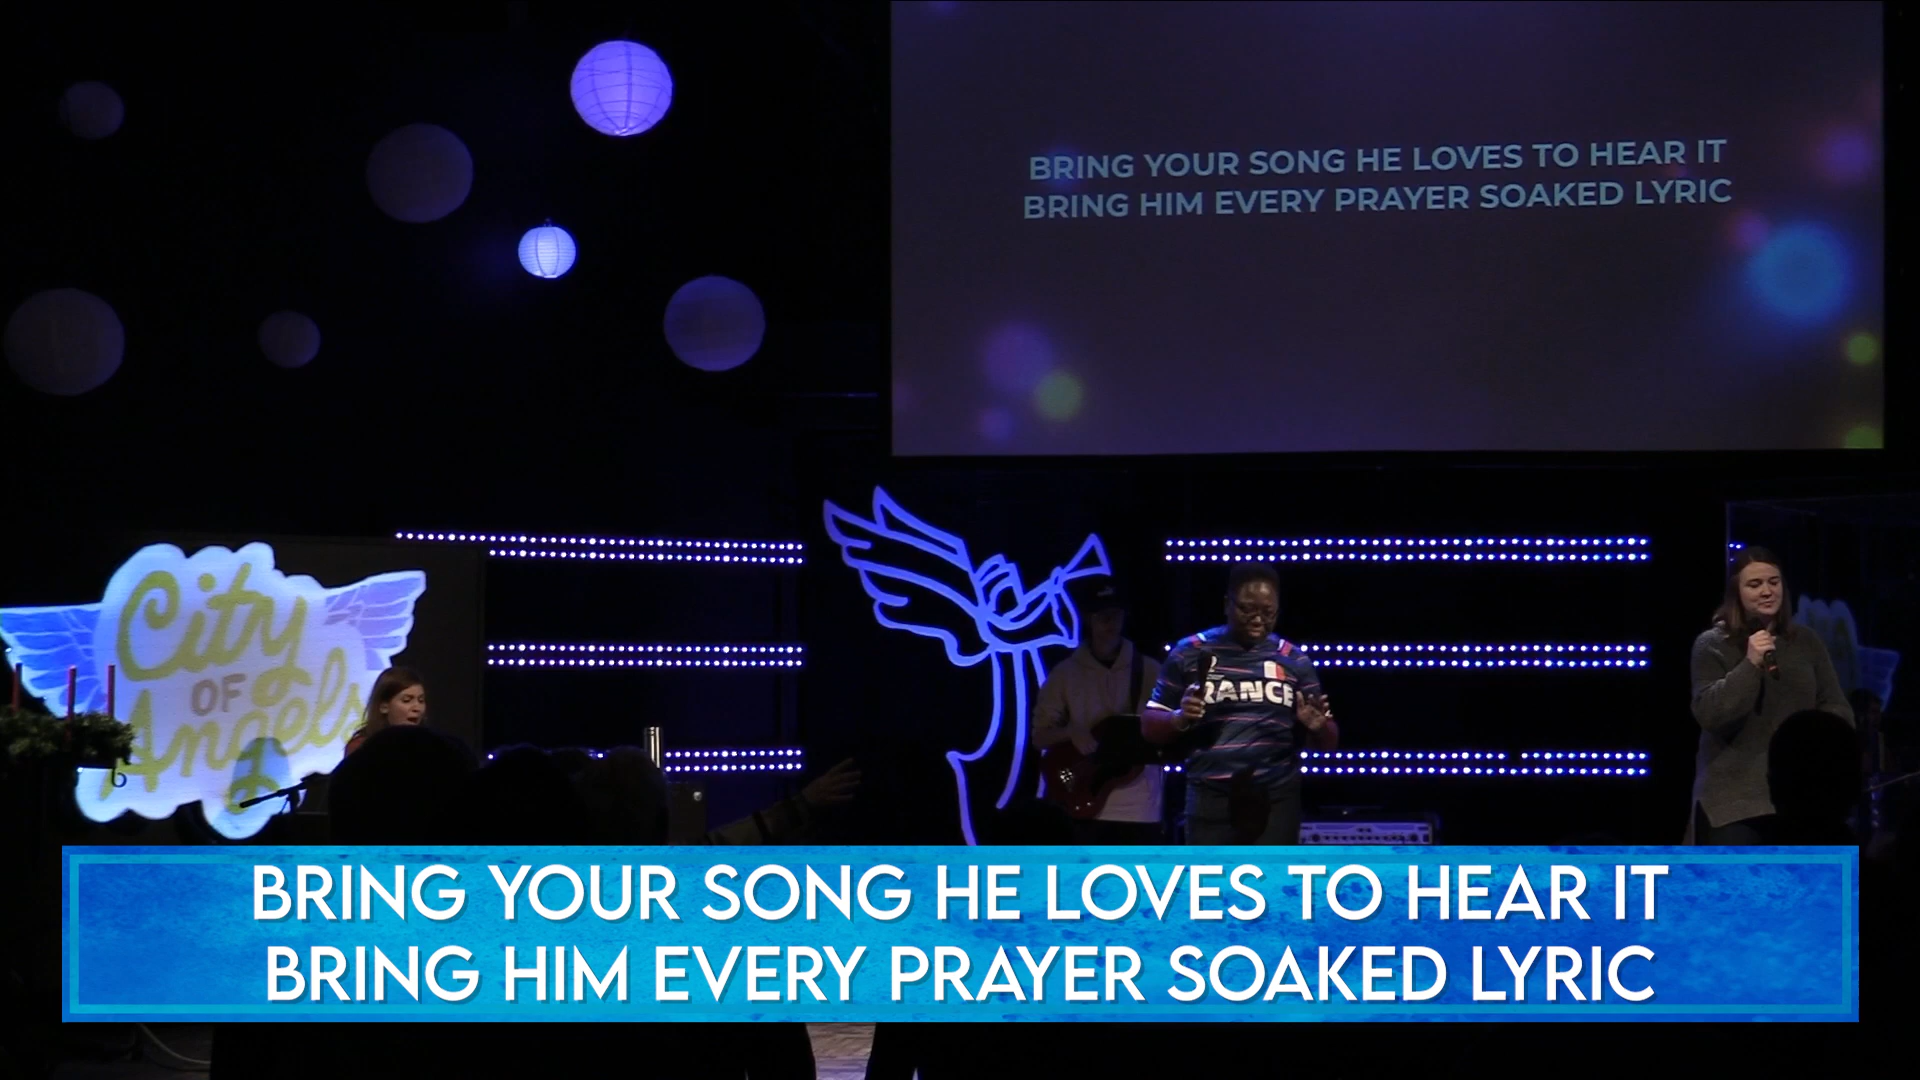 BRING YOUR SONG HE LOVES TO HEAR IT
BRING HIM EVERY PRAYER SOAKED LYRIC
City
OF
Angels
RANCE
BRING YOUR SONG HE LOVES TO HEAR IT
BRING HIM EVERY PRAYER SOAKED LYRIC